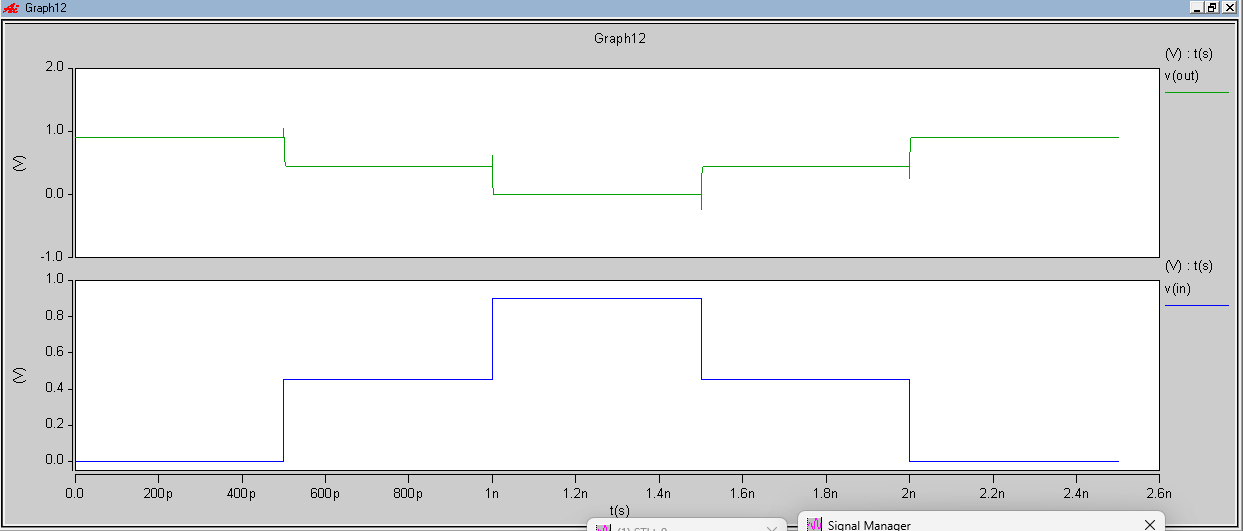 Graph12
Graph12
(V) : t(s)
v(out)
2.0
1.0
0.0
-1.0
(V)
(V) : t(s)
v(in)
1.0
0.8
0.6
0.4
0.2
0.0
(V)
0.0 200p 400p 600p 800p 1n 1.2n 1.4n 1.6n 1.8n 2n 2.2n 2.4n 2.6n
t(s)
Signal Manager